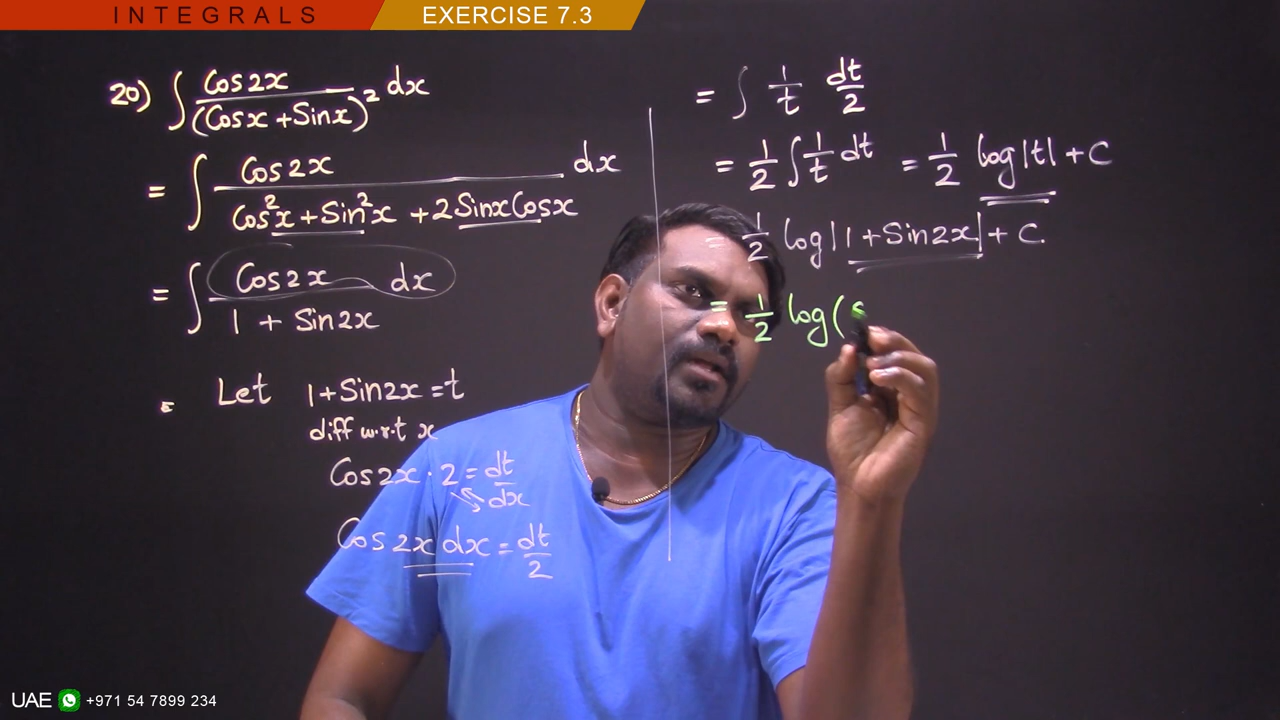 INTEGRALS EXERCISE 7.3
20) ∫ Cos2x / (Cosx + Sinx)² dx
= ∫ Cos2x / (Cos²x + Sin²x + 2SinxCosx) dx
= ∫ Cos2x dx / (1 + Sin2x)
Let 1+Sin2x = t
diff w.r.t x
Cos2x · 2 = dt/dx
Cos2x dx = dt/2
= ∫ 1/t dt/2
= 1/2 ∫ 1/t dt = 1/2 log|t| + C
= 1/2 log|1+Sin2x| + C.
= 1/2 log(
UAE +971 54 7899 234